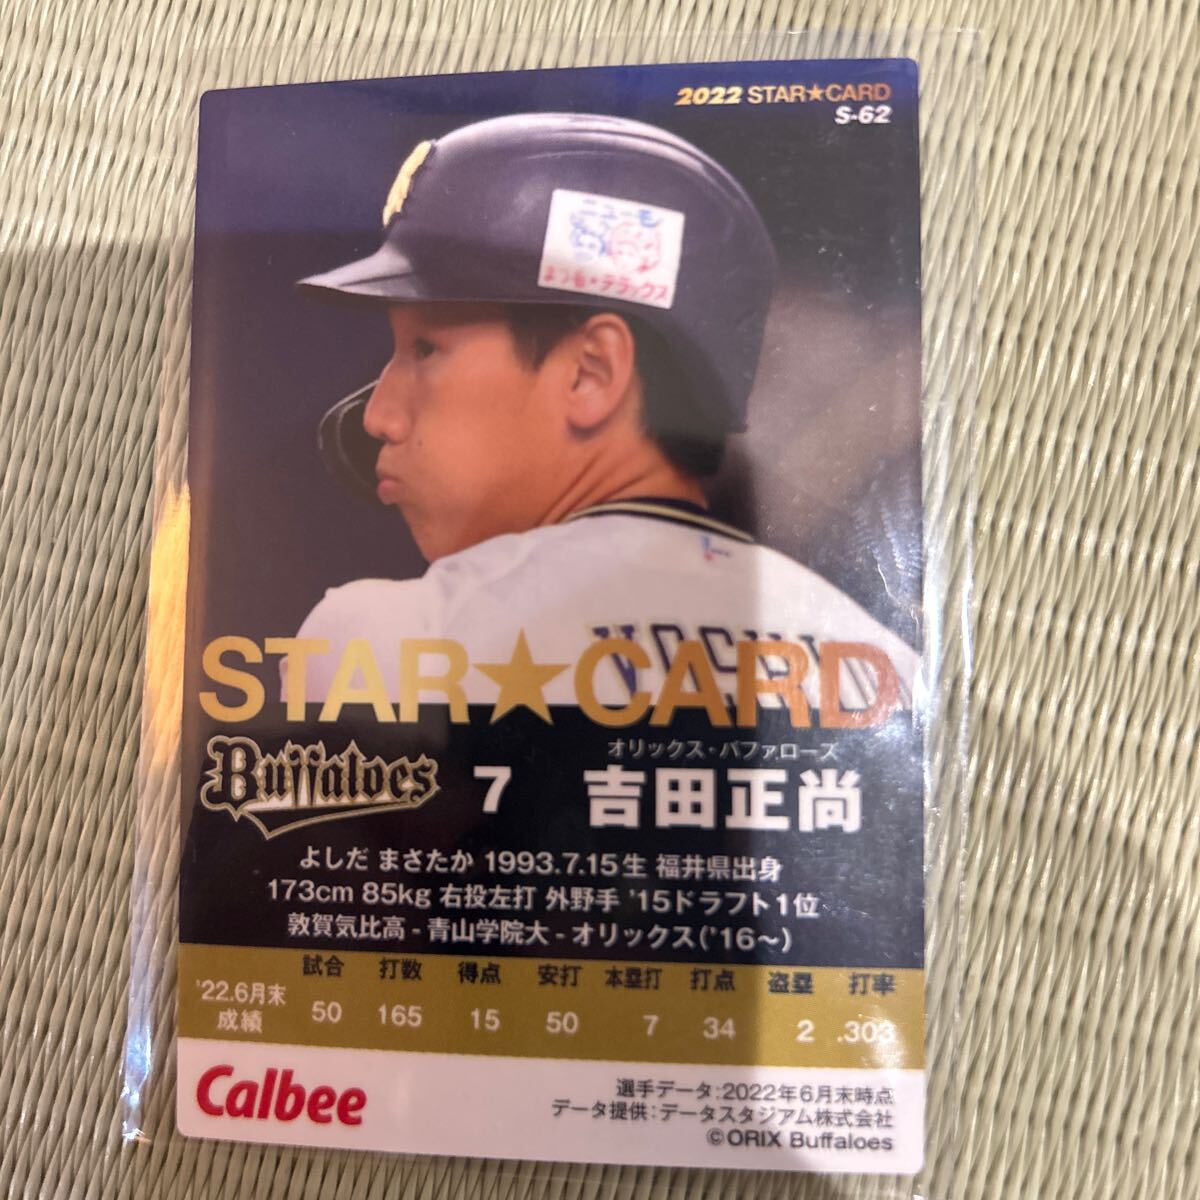 2022 STAR★CARD
S-62
ニューモ
よつも・デラックス
STAR★CARD
オリックス・バファローズ
Buffaloes 7 吉田正尚
よしだ まさたか 1993.7.15生 福井県出身
173cm 85kg 右投左打 外野手 '15ドラフト1位
敦賀気比高 - 青山学院大 - オリックス('16～)
試合 打数 得点 安打 本塁打 打点 盗塁 打率
'22.6月末成績 50 165 15 50 7 34 2 .303
Calbee
選手データ:2022年6月末時点
データ提供:データスタジアム株式会社
©ORIX Buffaloes